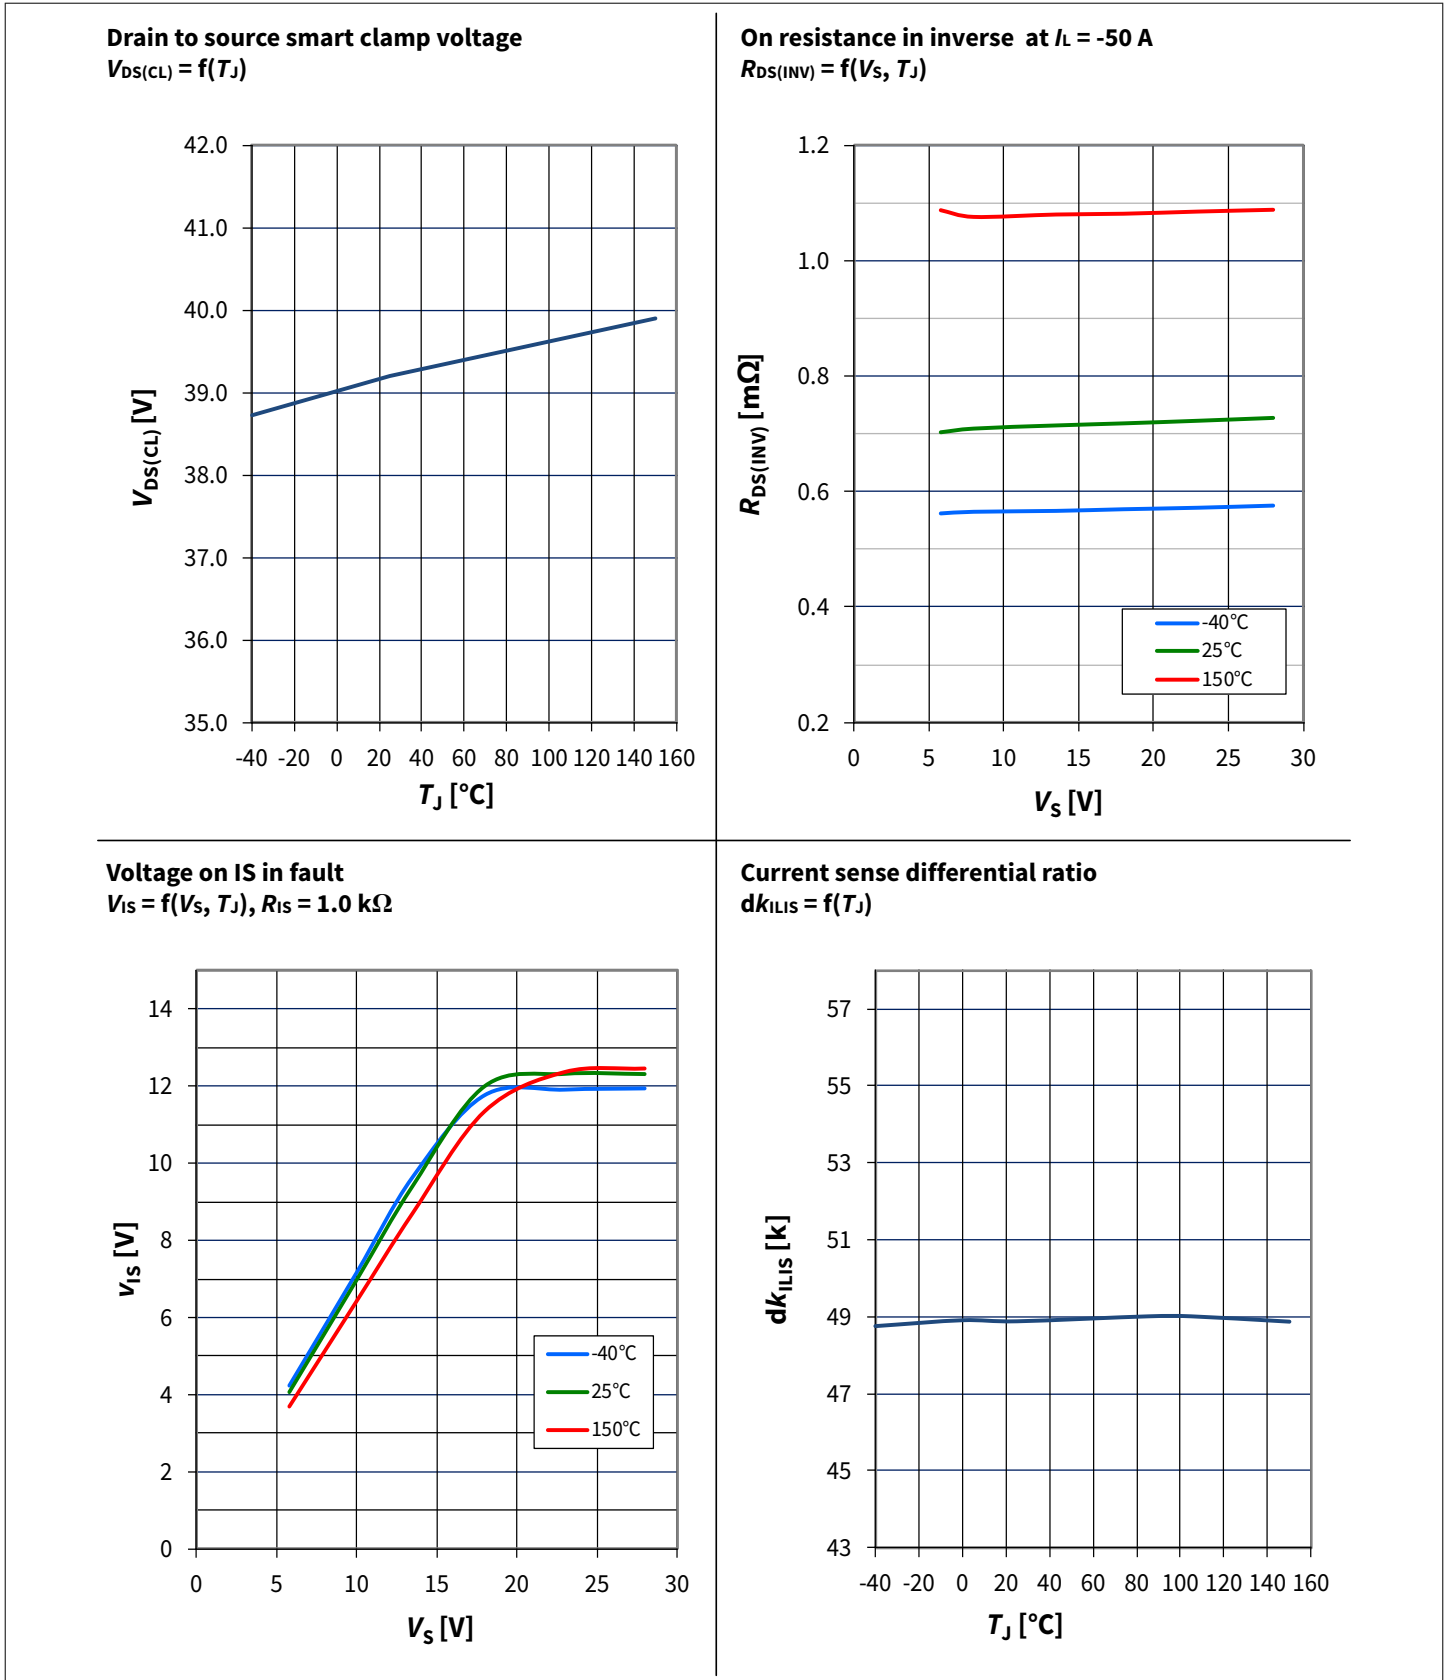 Drain to source smart clamp voltage
VDS(CL) = f(TJ)
42.0
41.0
40.0
39.0
38.0
37.0
36.0
35.0
-40 -20 0 20 40 60 80 100 120 140 160
VDS(CL) [V]
TJ [°C]
On resistance in inverse at IL = -50 A
RDS(INV) = f(VS, TJ)
1.2
1.0
0.8
0.6
0.4
0.2
0 5 10 15 20 25 30
RDS(INV) [mΩ]
VS [V]
-40°C
25°C
150°C
Voltage on IS in fault
VIS = f(VS, TJ), RIS = 1.0 kΩ
14
12
10
8
6
4
2
0
0 5 10 15 20 25 30
vIS [V]
VS [V]
-40°C
25°C
150°C
Current sense differential ratio
dkILIS = f(TJ)
57
55
53
51
49
47
45
43
-40 -20 0 20 40 60 80 100 120 140 160
dkILIS [k]
TJ [°C]